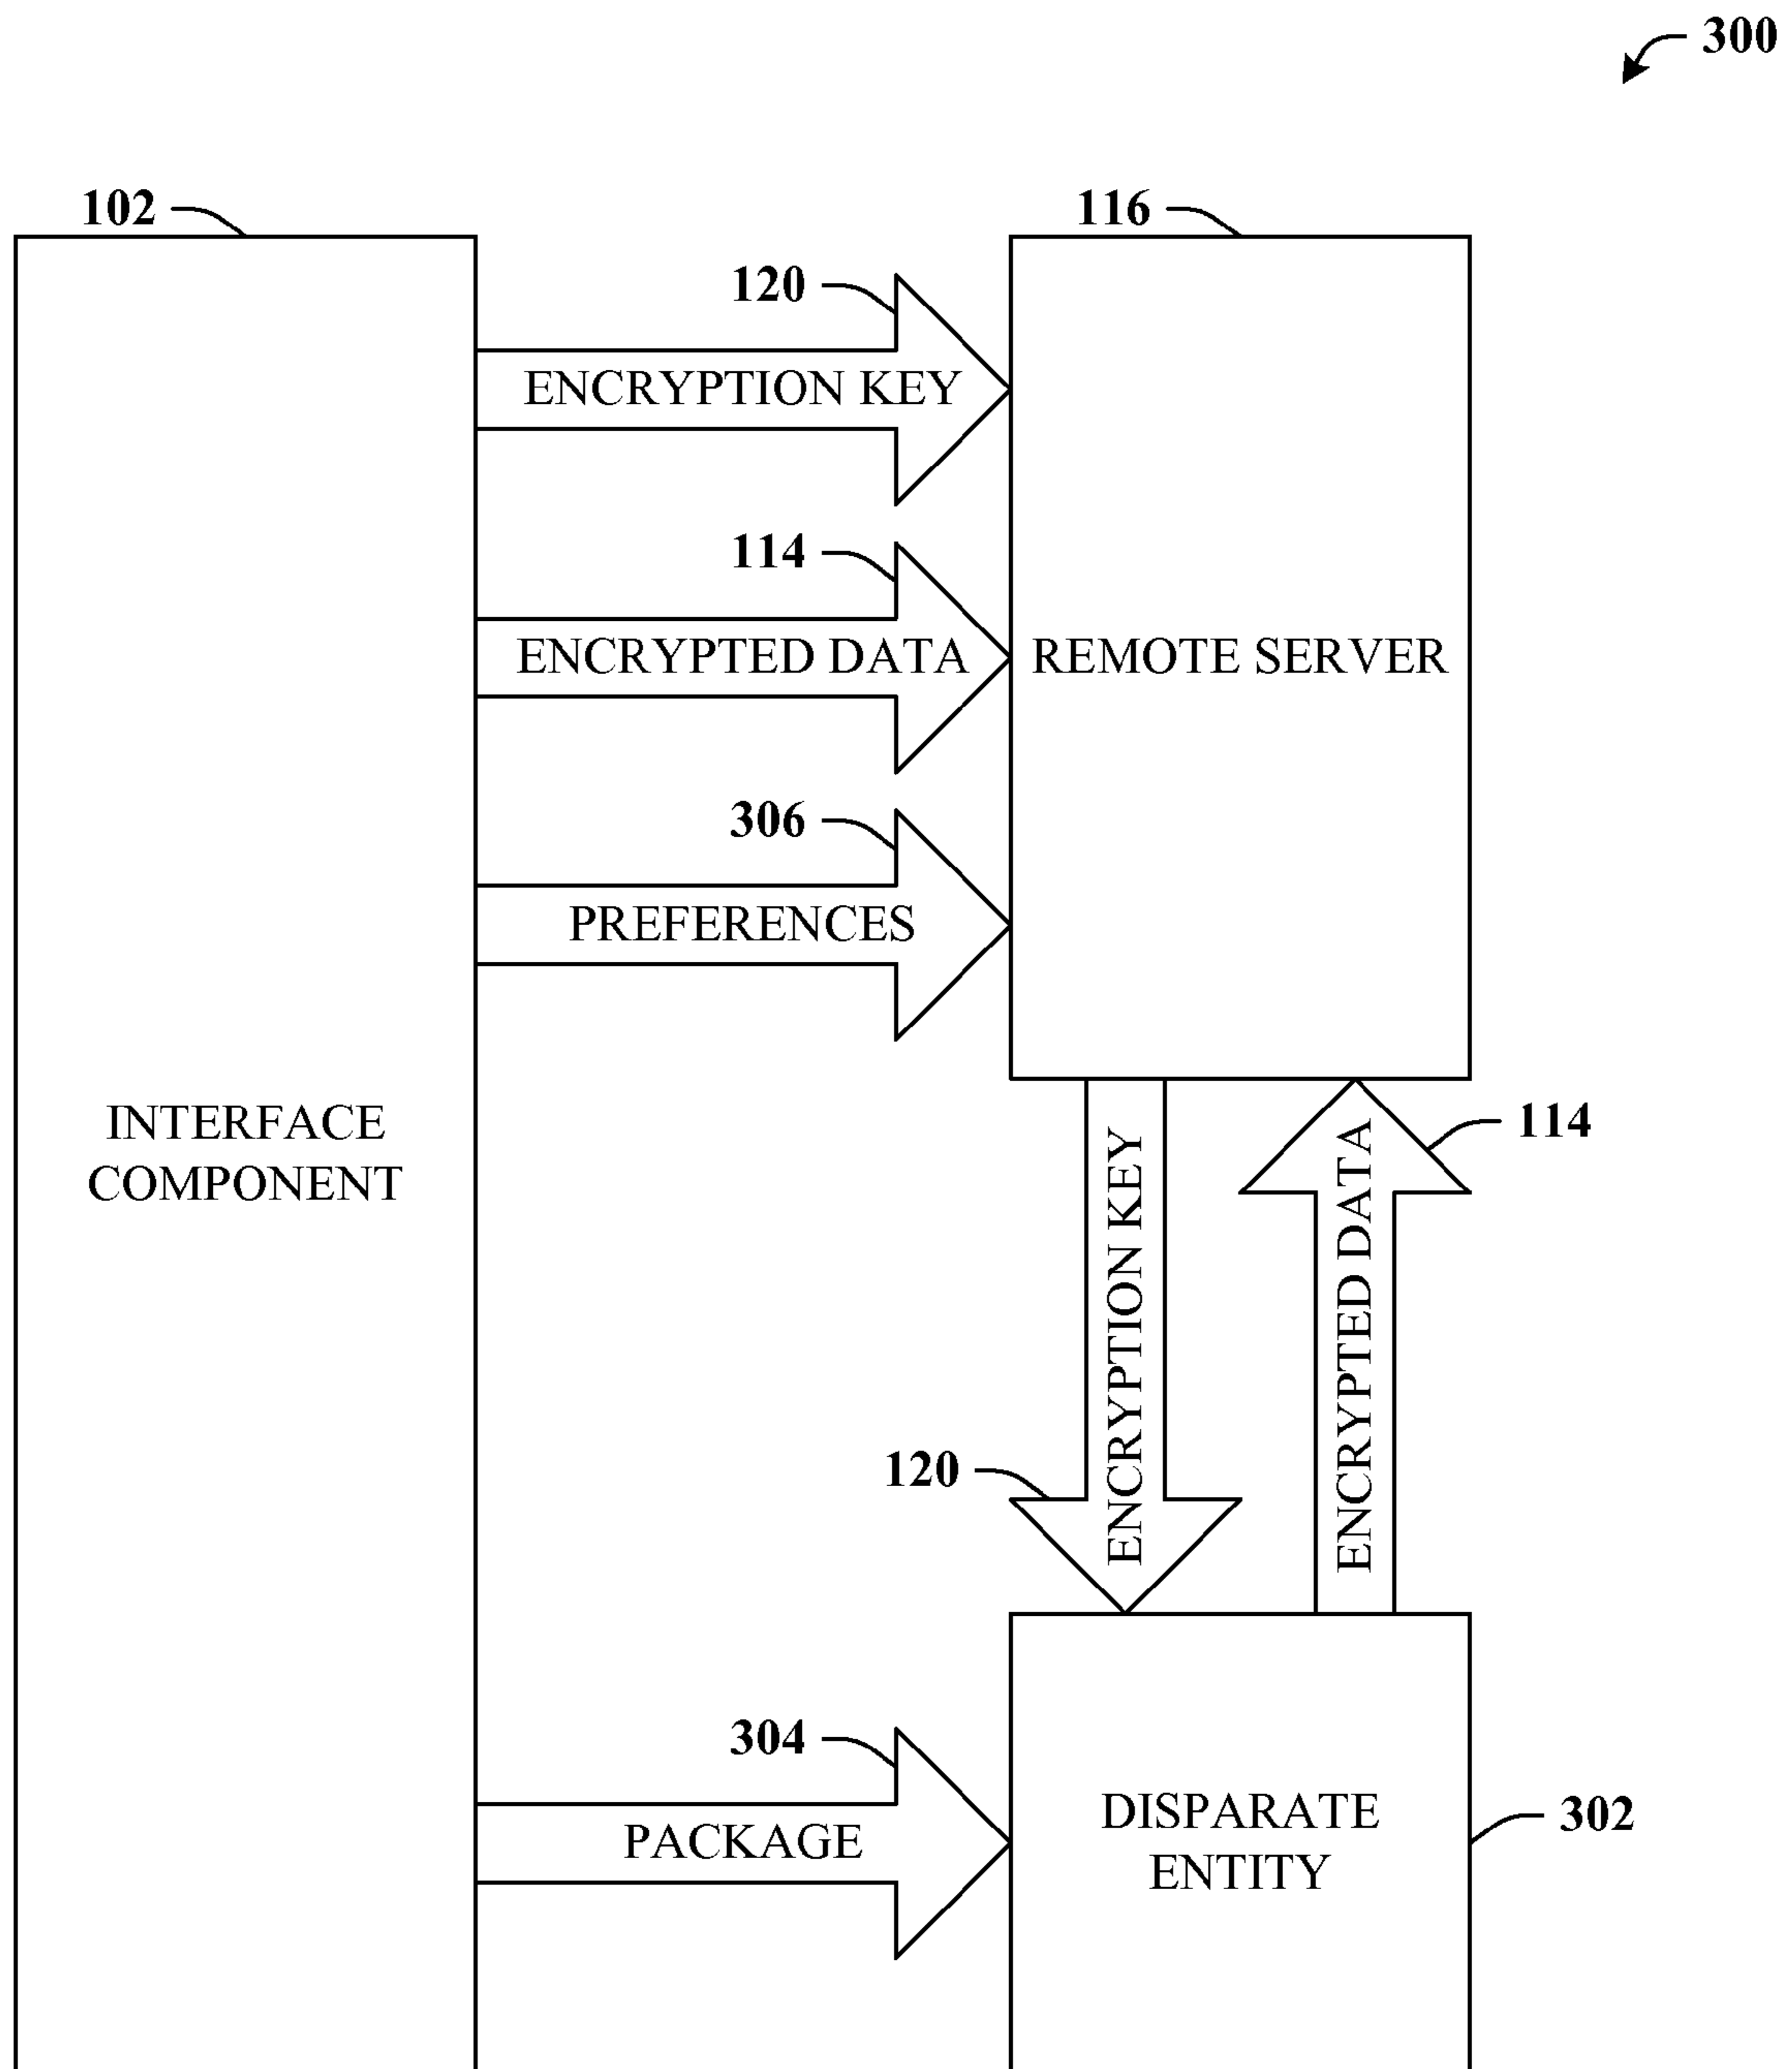 300
102
116
120
ENCRYPTION KEY
114
ENCRYPTED DATA
REMOTE SERVER
306
PREFERENCES
INTERFACE
COMPONENT
114
ENCRYPTION KEY
ENCRYPTED DATA
120
304
PACKAGE
DISPARATE
ENTITY
302